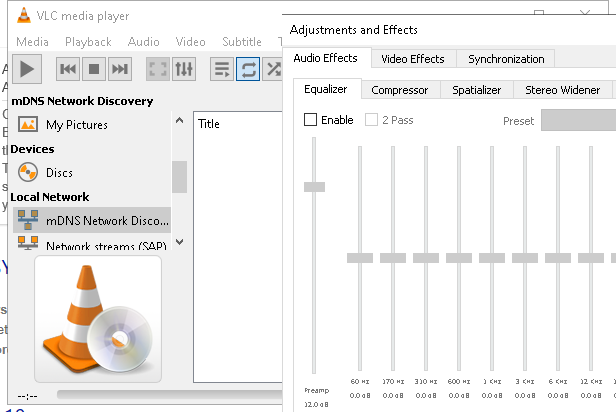 VLC media player
Media Playback Audio Video Subtitle
mDNS Network Discovery
My Pictures
Devices
Discs
Local Network
mDNS Network Disco...
Network streams (SAP)
--:--
Title
Adjustments and Effects
Audio Effects Video Effects Synchronization
Equalizer Compressor Spatializer Stereo Widener
Enable 2 Pass Preset
60 Hz 170 Hz 310 Hz 600 Hz 1 KHz 3 KHz 6 KHz 12 KHz
Preamp 0.0 dB 0.0 dB 0.0 dB 0.0 dB 0.0 dB 0.0 dB 0.0 dB 0.0
12.0 dB